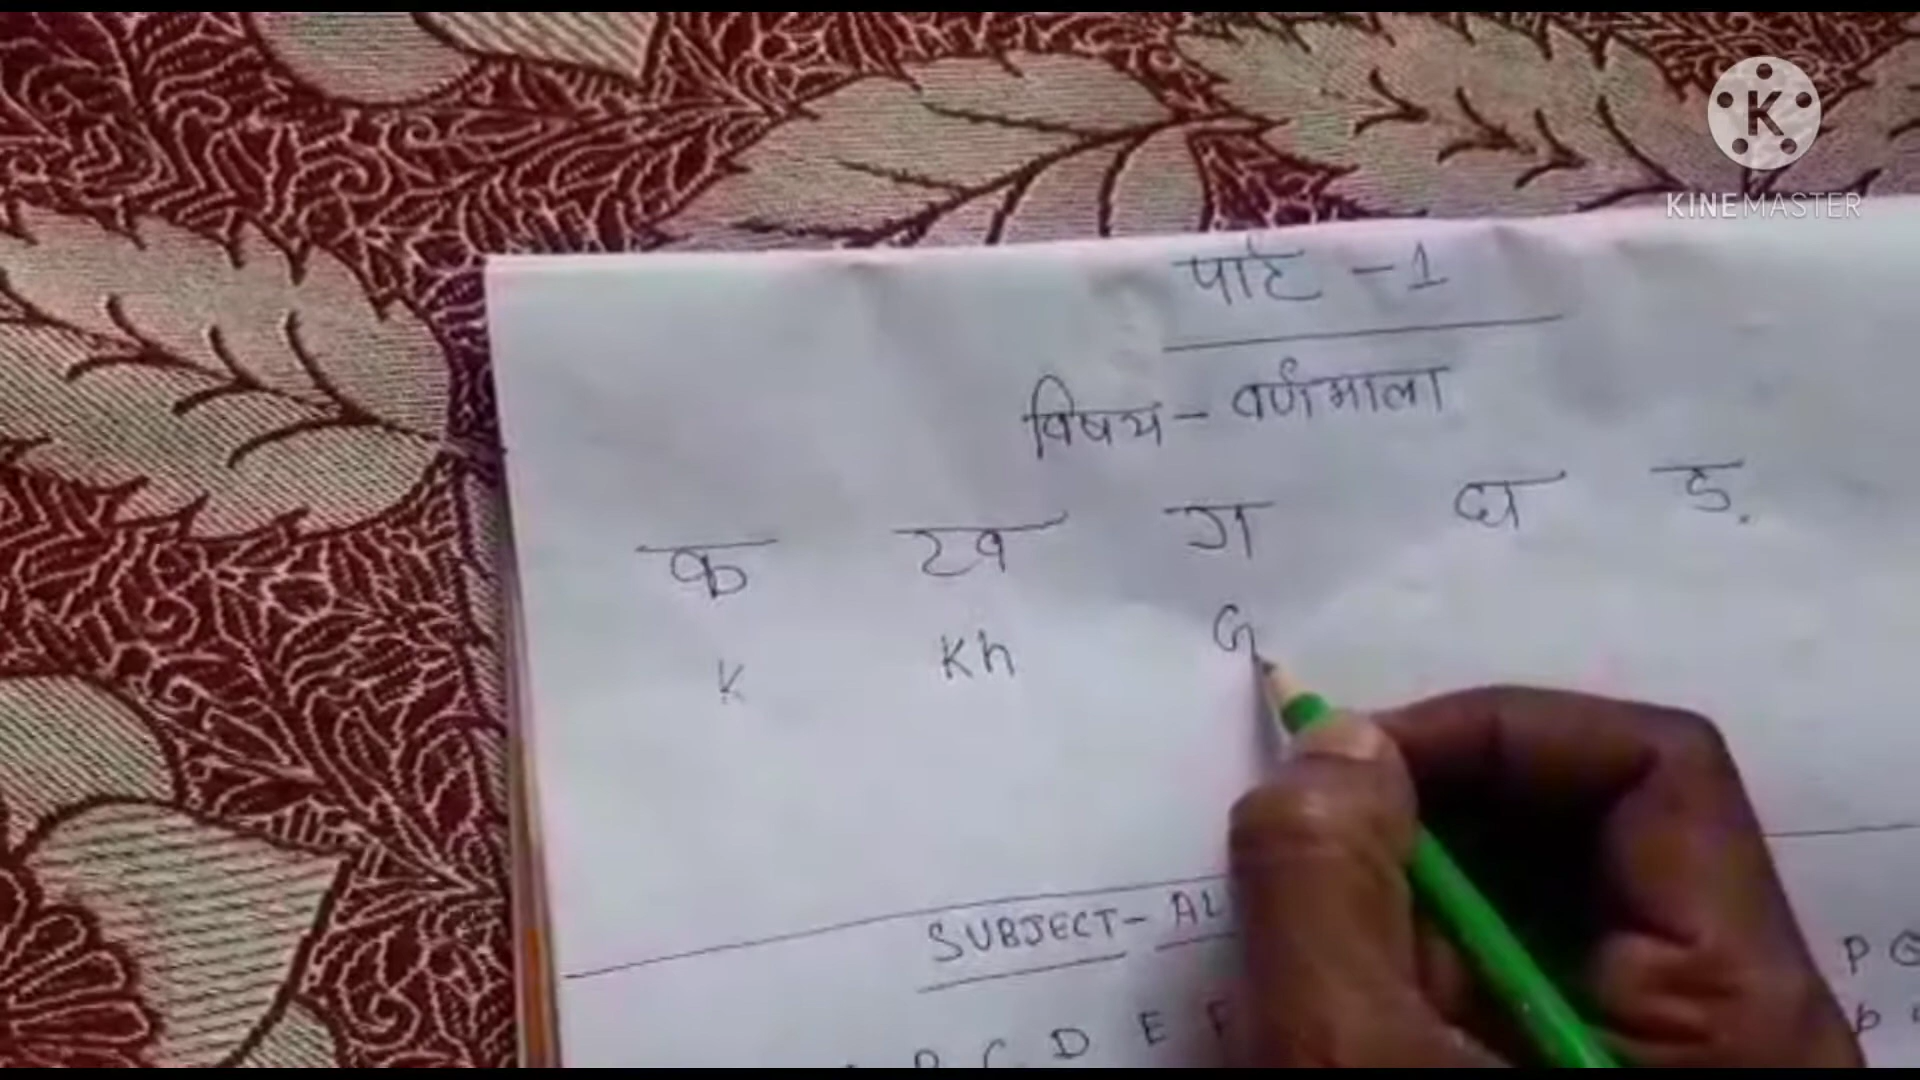 KINEMASTER
पाठ - 1
विषय - वर्णमाला
क ख ग घ ङ
K Kh G
SUBJECT - AL
B C D E F P Q